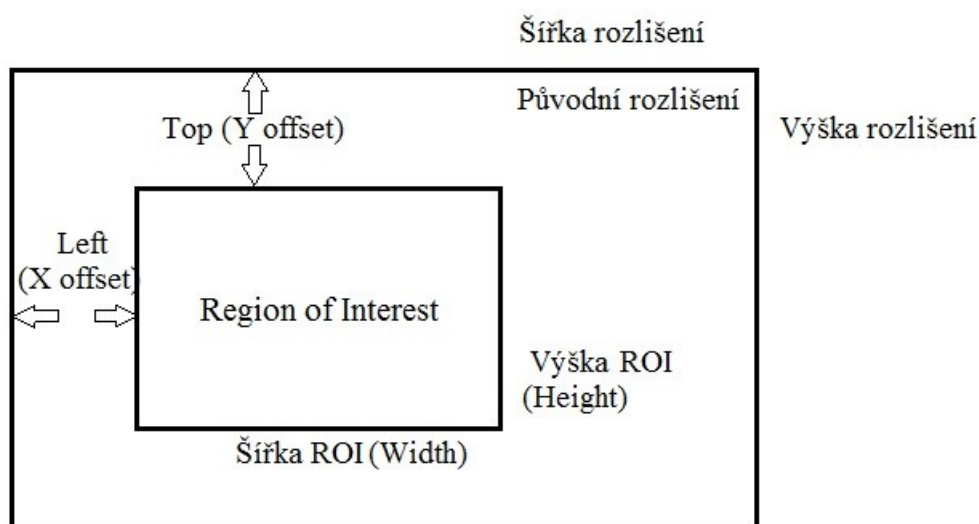 Šířka rozlišení
Původní rozlišení
Výška rozlišení
Top (Y offset)
Left
(X offset)
Region of Interest
Výška ROI
(Height)
Šířka ROI (Width)